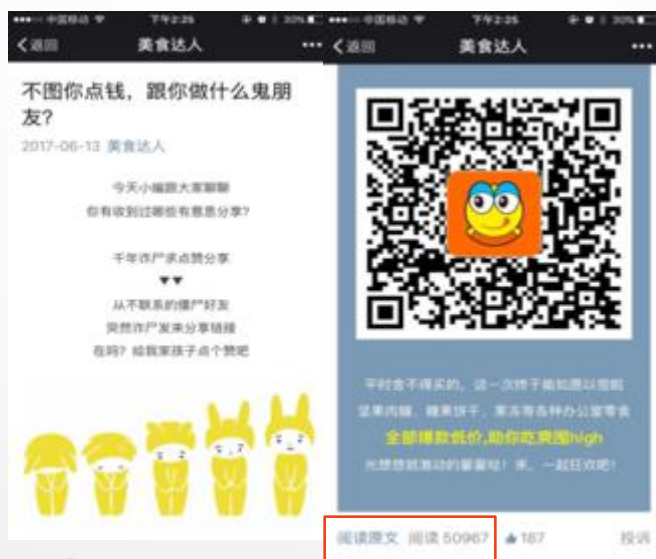 中国移动 下午2:25 30%
返回 美食达人
不图你点钱，跟你做什么鬼朋
友？
2017-06-13 美食达人
今天小编跟大家聊聊
你有收到过哪些有意思分享？
千年诈尸求点赞分享
▼▼
从不联系的僵尸好友
突然诈尸发来分享链接
在吗？给我家孩子点个赞吧
中国移动 下午2:25 30%
返回 美食达人
平时舍不得买的，这一次终于能如愿以偿啦
坚果肉脯、糖果饼干、果冻等各种办公室零食
全部爆款低价,助你吃爽围high
光想想就激动的冒星哒！来，一起狂欢吧！
阅读原文 阅读 50967 187 投诉